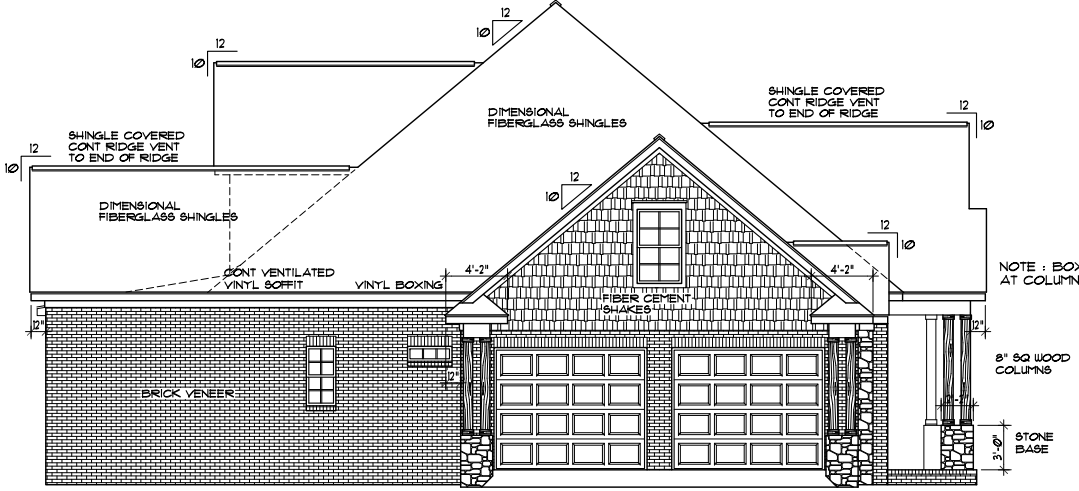 12
10
12
10
DIMENSIONAL
FIBERGLASS SHINGLES
SHINGLE COVERED
CONT RIDGE VENT
TO END OF RIDGE
12
10
SHINGLE COVERED
CONT RIDGE VENT
TO END OF RIDGE
12
10
12
10
DIMENSIONAL
FIBERGLASS SHINGLES
12
10
CONT VENTILATED
VINYL SOFFIT
VINYL BOXING
4'-2"
4'-2"
NOTE : BOX
AT COLUMN
FIBER CEMENT
SHAKES
12"
12"
8" SQ WOOD
COLUMNS
12"
BRICK VENEER
2'-2"
3'-0"
STONE
BASE